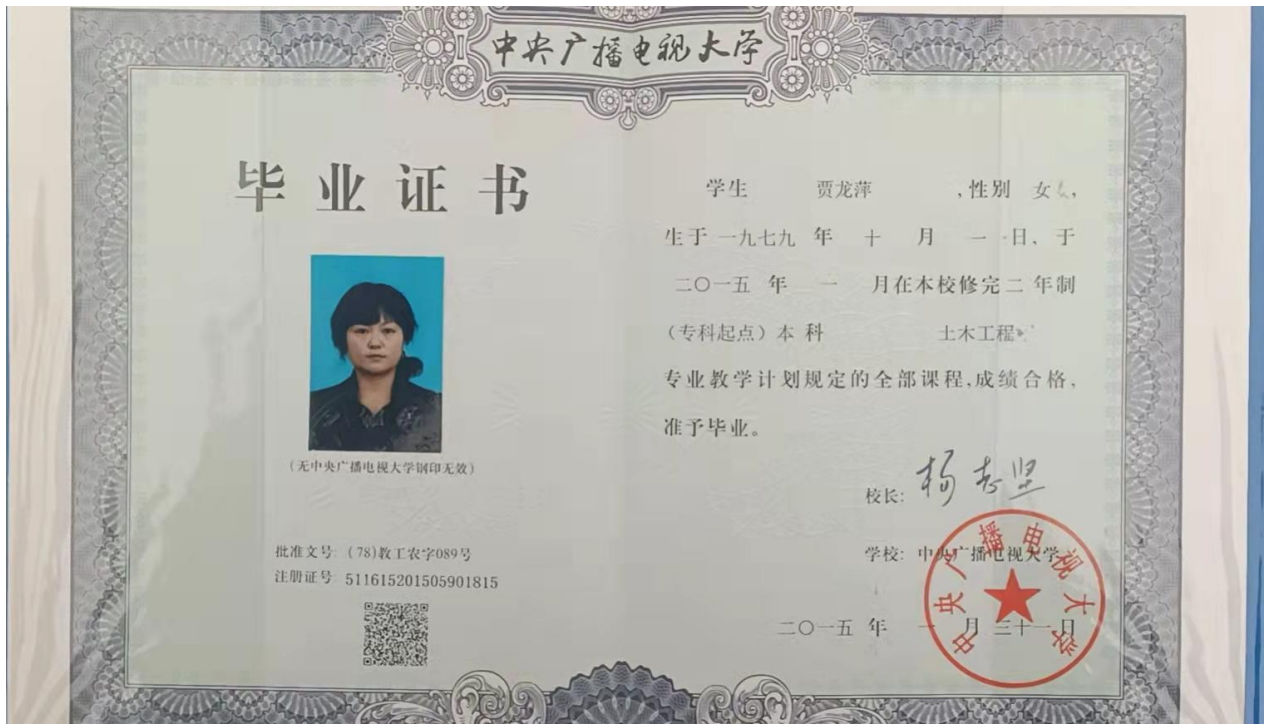 中央广播电视大学
毕业证书
(无中央广播电视大学钢印无效)
批准文号: (78)教工农字089号
注册证号: 511615201505901815
学生 贾龙萍 ,性别 女 ,
生于 一九七九 年 十 月 一 日, 于
二〇一五 年 一 月在本校修完二 年制
(专科起点) 本 科 土木工程
专业教学计划规定的全部课程,成绩合格,
准予毕业。
校长: 杨志坚
学校: 中央广播电视大学
二〇一五 年 一 月 三十一日
中央广播电视大学